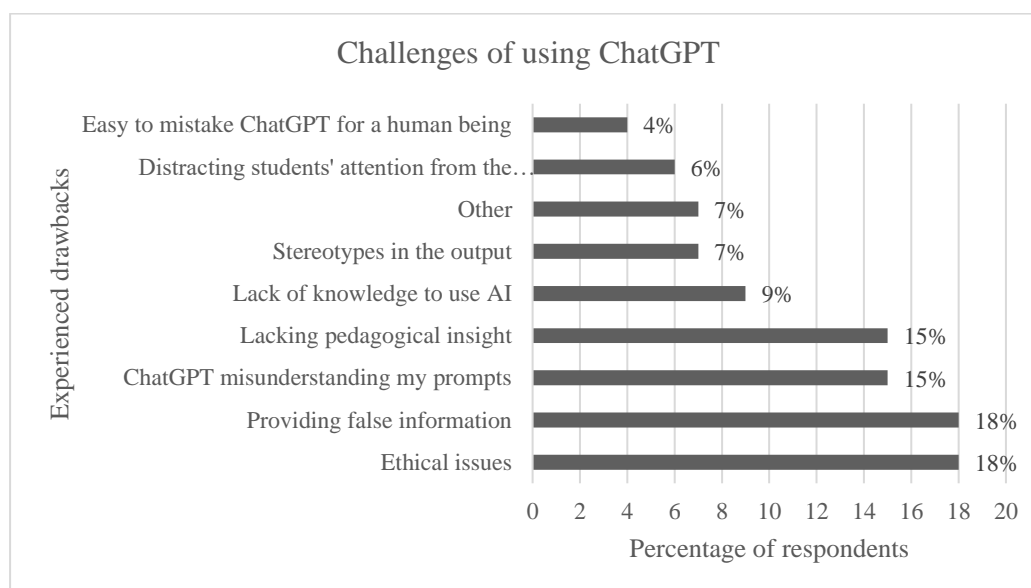 Challenges of using ChatGPT
Experienced drawbacks
Easy to mistake ChatGPT for a human being 4%
Distracting students' attention from the… 6%
Other 7%
Stereotypes in the output 7%
Lack of knowledge to use AI 9%
Lacking pedagogical insight 15%
ChatGPT misunderstanding my prompts 15%
Providing false information 18%
Ethical issues 18%
0 2 4 6 8 10 12 14 16 18 20
Percentage of respondents